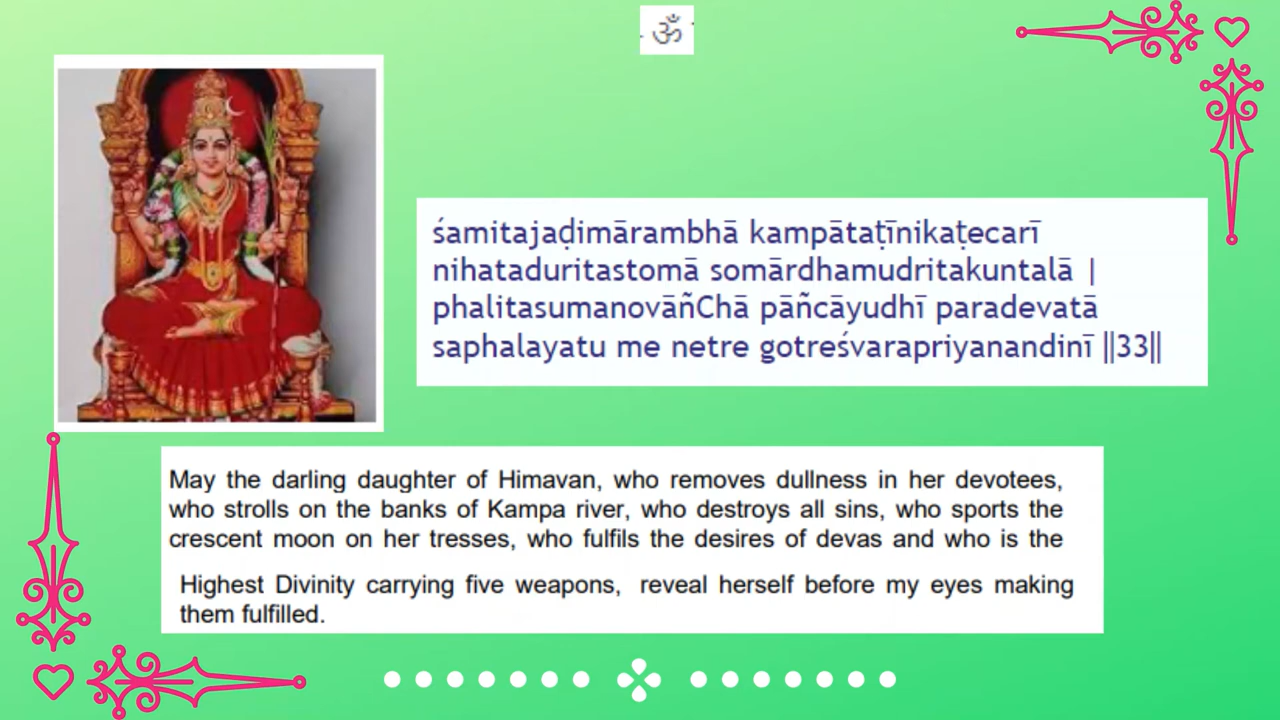 ॐ
śamitajaḍimārambhā kampātaṭīnikaṭecarī
nihataduritastomā somārdhamudritakuntalā |
phalitasumanovāñChā pāñcāyudhī paradevatā
saphalayatu me netre gotreśvarapriyanandinī ||33||
May the darling daughter of Himavan, who removes dullness in her devotees,
who strolls on the banks of Kampa river, who destroys all sins, who sports the
crescent moon on her tresses, who fulfils the desires of devas and who is the
Highest Divinity carrying five weapons, reveal herself before my eyes making
them fulfilled.